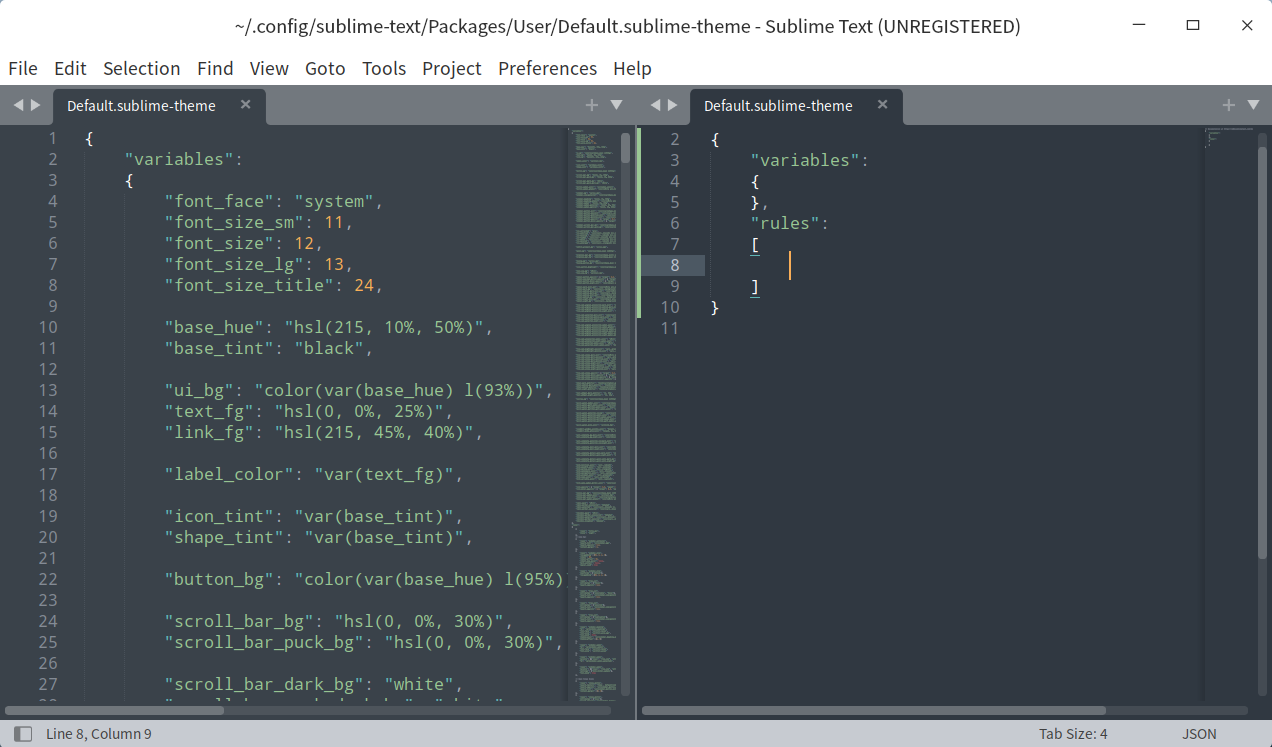 ~/.config/sublime-text/Packages/User/Default.sublime-theme - Sublime Text (UNREGISTERED)
File Edit Selection Find View Goto Tools Project Preferences Help
Default.sublime-theme
1 {
2 "variables":
3 {
4 "font_face": "system",
5 "font_size_sm": 11,
6 "font_size": 12,
7 "font_size_lg": 13,
8 "font_size_title": 24,
9
10 "base_hue": "hsl(215, 10%, 50%)",
11 "base_tint": "black",
12
13 "ui_bg": "color(var(base_hue) l(93%))",
14 "text_fg": "hsl(0, 0%, 25%)",
15 "link_fg": "hsl(215, 45%, 40%)",
16
17 "label_color": "var(text_fg)",
18
19 "icon_tint": "var(base_tint)",
20 "shape_tint": "var(base_tint)",
21
22 "button_bg": "color(var(base_hue) l(95%)
23
24 "scroll_bar_bg": "hsl(0, 0%, 30%)",
25 "scroll_bar_puck_bg": "hsl(0, 0%, 30%)",
26
27 "scroll_bar_dark_bg": "white",
Default.sublime-theme
2 {
3 "variables":
4 {
5 },
6 "rules":
7 [
8
9 ]
10 }
11
Line 8, Column 9
Tab Size: 4
JSON